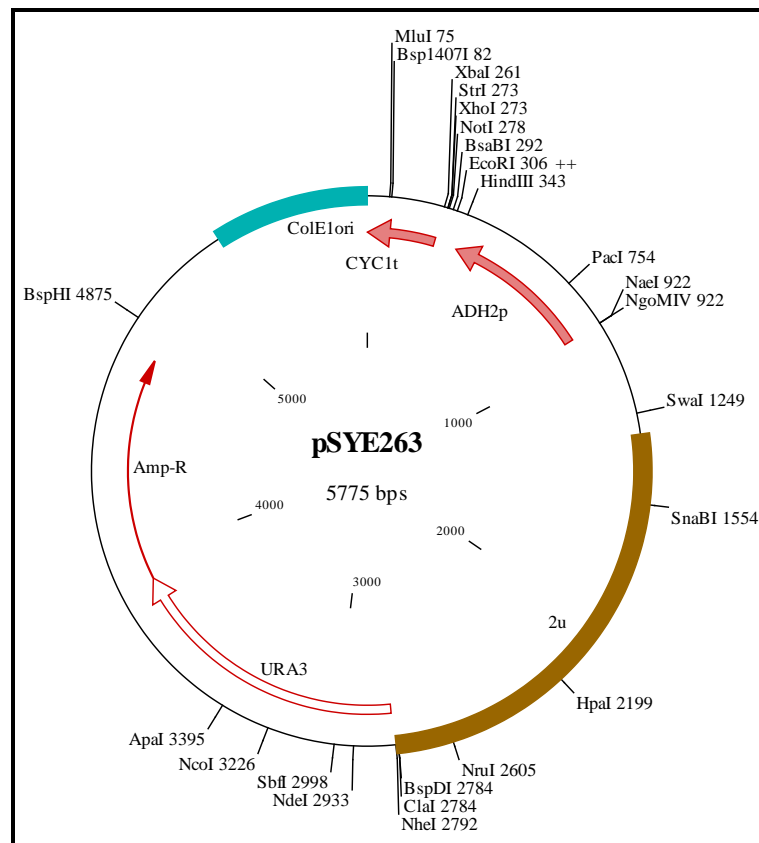 MluI 75
Bsp1407I 82
XbaI 261
StrI 273
XhoI 273
NotI 278
BsaBI 292
EcoRI 306 ++
HindIII 343
ColE1ori
CYC1t
ADH2p
PacI 754
NaeI 922
NgoMIV 922
BspHI 4875
SwaI 1249
5000
1000
pSYE263
5775 bps
Amp-R
4000
2000
SnaBI 1554
3000
2u
URA3
HpaI 2199
ApaI 3395
NcoI 3226
SbfI 2998
NdeI 2933
NruI 2605
BspDI 2784
ClaI 2784
NheI 2792